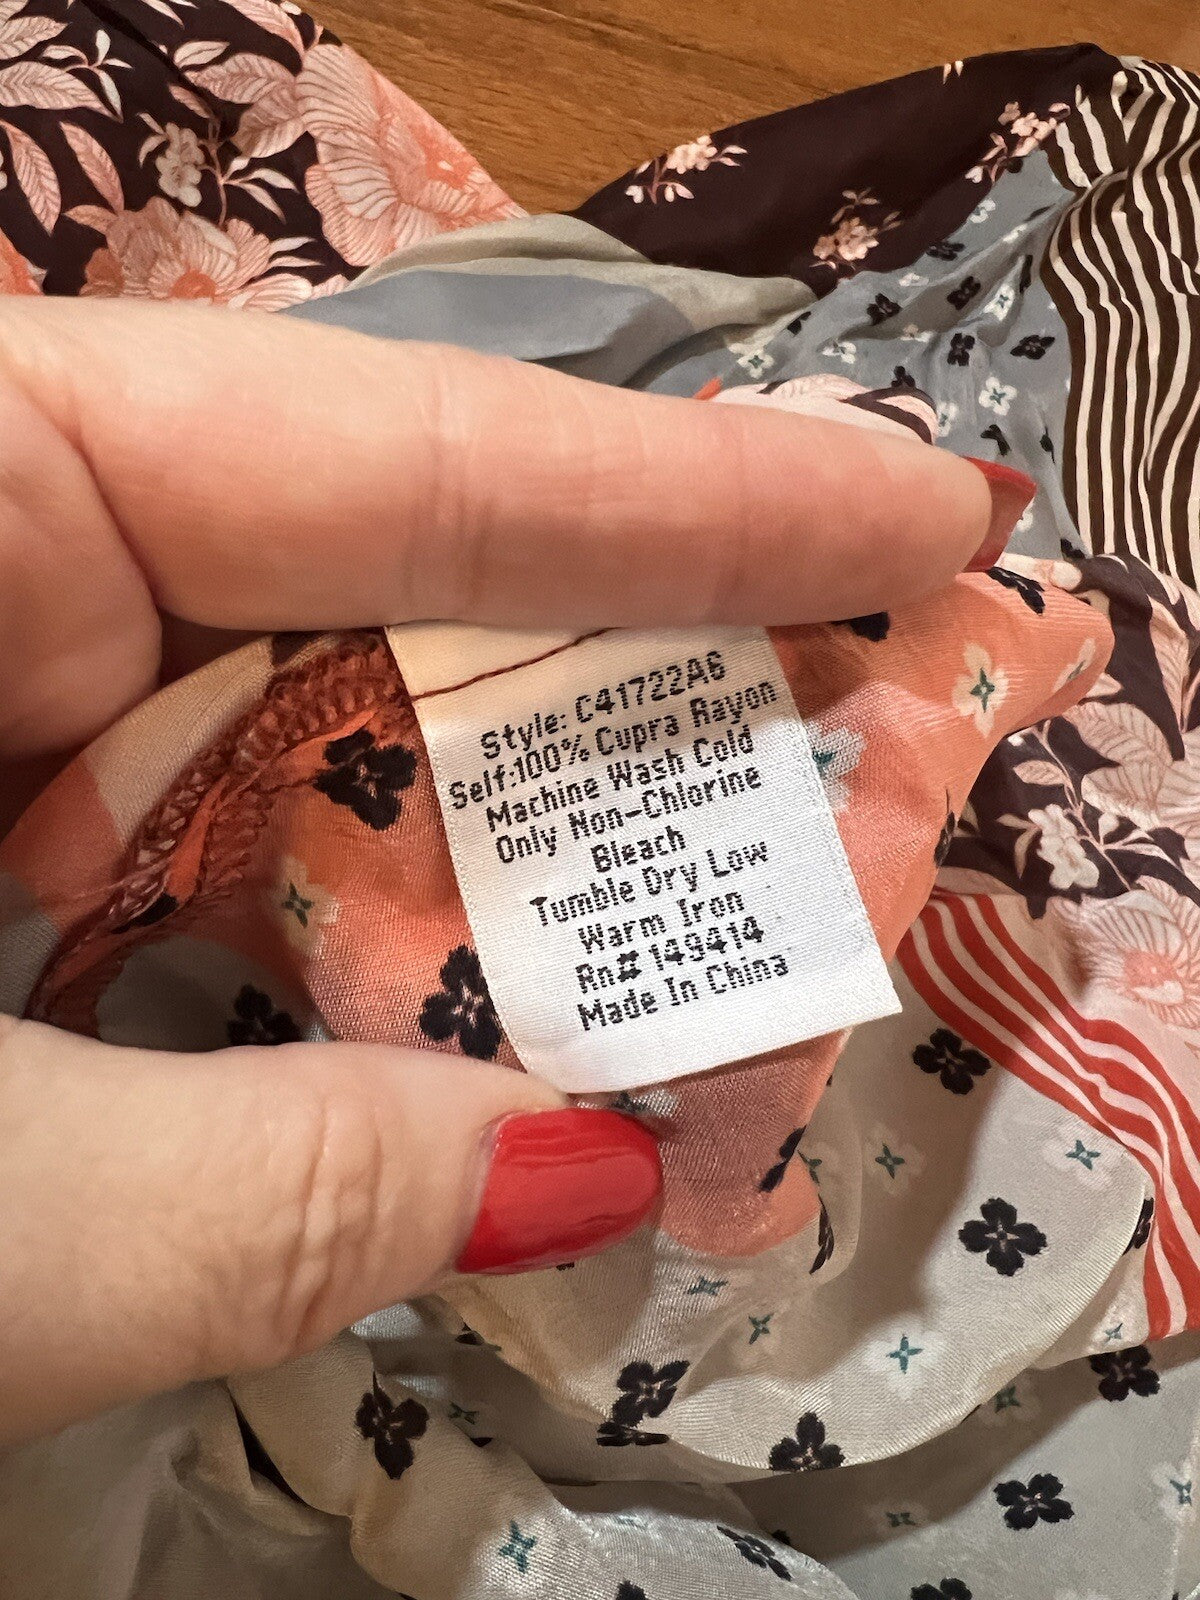 Style: C41722A6
Self:100% Cupra Rayon
Machine Wash Cold
Only Non-Chlorine
Bleach
Tumble Dry Low
Warm Iron
Rn# 149414
Made In China